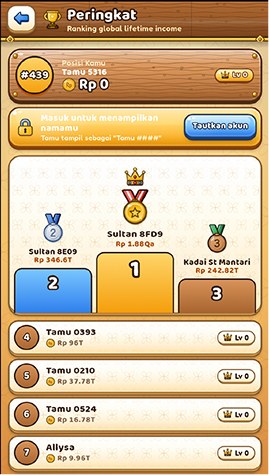 Peringkat
Ranking global lifetime income
#439
Posisi Kamu
Tamu 5316
Rp 0
Lv 0
Masuk untuk menampilkan
namamu
Tamu tampil sebagai "Tamu ####"
Tautkan akun
1
Sultan 8FD9
Rp 1.88Qa
2
Sultan 8E09
Rp 346.6T
3
Kadai St Mantari
Rp 242.82T
1
2
3
4
Tamu 0393
Rp 96T
Lv 0
5
Tamu 0210
Rp 37.78T
Lv 0
6
Tamu 0524
Rp 16.78T
Lv 0
7
Allysa
Rp 9.96T
Lv 0